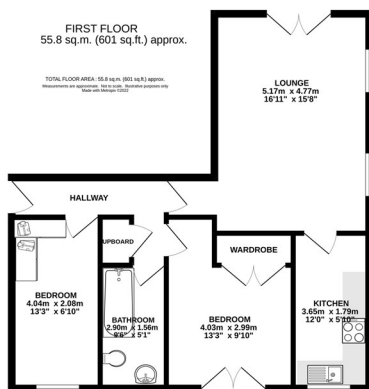 FIRST FLOOR
55.8 sq.m. (601 sq.ft.) approx.
TOTAL FLOOR AREA : 55.8 sq.m. (601 sq.ft.) approx.
Measurements are approximate. Not to scale. Illustrative purposes only
Made with Metropix ©2022
LOUNGE
5.17m x 4.77m
16'11" x 15'8"
HALLWAY
UPBOARD
WARDROBE
BEDROOM
4.04m x 2.08m
13'3" x 6'10"
BATHROOM
2.90m x 1.56m
9'6" x 5'1"
BEDROOM
4.03m x 2.99m
13'3" x 9'10"
KITCHEN
3.65m x 1.79m
12'0" x 5'10"